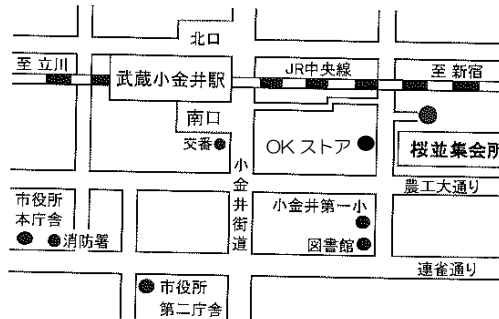 北口
至 立川
武蔵小金井駅
JR中央線
至 新宿
南口
交番
OKストア
桜並集会所
小金井街道
農工大通り
市役所
本庁舎
消防署
小金井第一小
図書館
連雀通り
市役所
第二庁舎